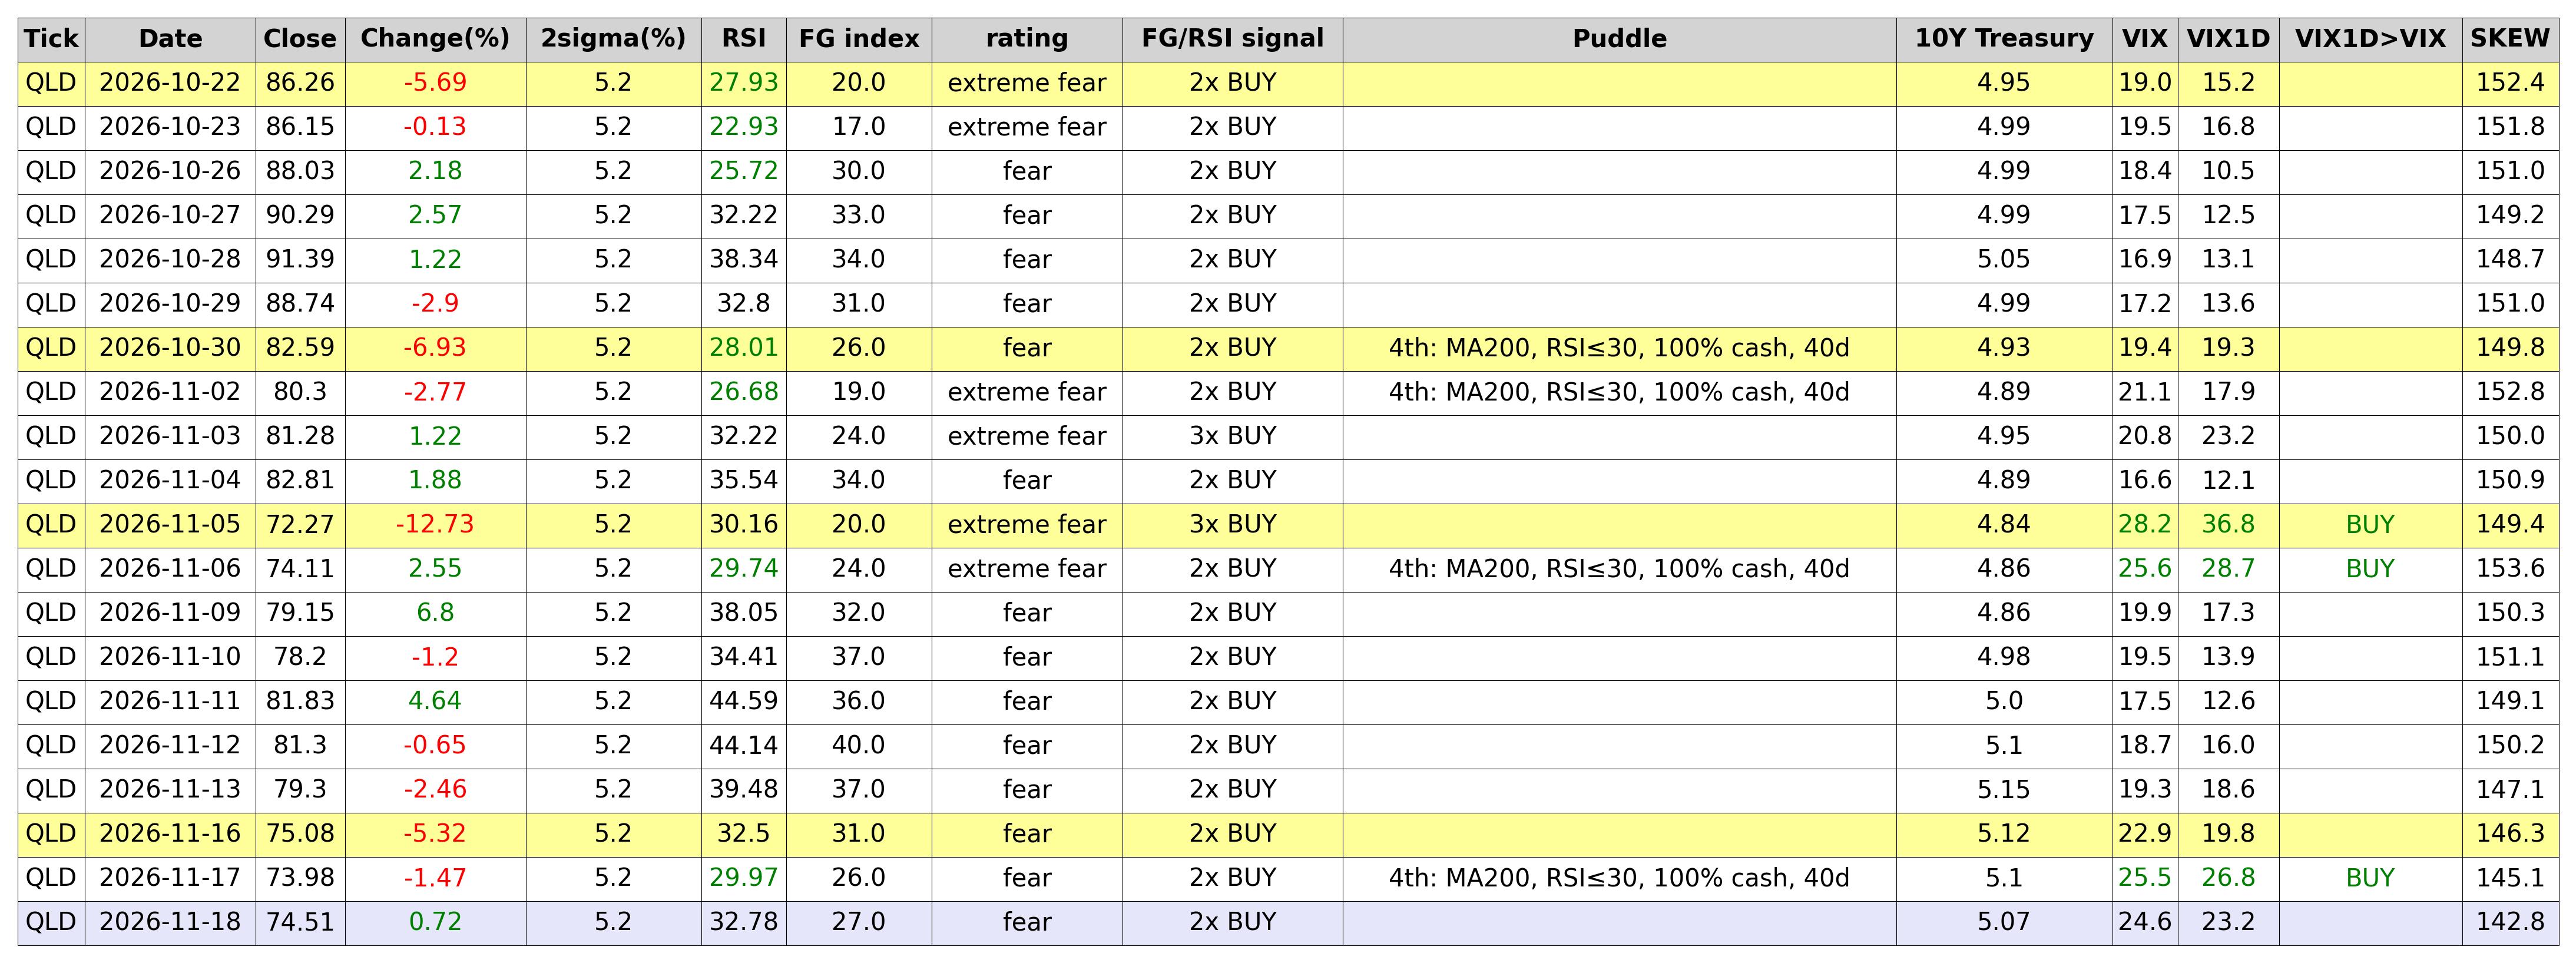 Tick Date Close Change(%) 2sigma(%) RSI FG index rating FG/RSI signal Puddle 10Y Treasury VIX VIX1D VIX1D>VIX SKEW
QLD 2026-10-22 86.26 -5.69 5.2 27.93 20.0 extreme fear 2x BUY 4.95 19.0 15.2 152.4
QLD 2026-10-23 86.15 -0.13 5.2 22.93 17.0 extreme fear 2x BUY 4.99 19.5 16.8 151.8
QLD 2026-10-26 88.03 2.18 5.2 25.72 30.0 fear 2x BUY 4.99 18.4 10.5 151.0
QLD 2026-10-27 90.29 2.57 5.2 32.22 33.0 fear 2x BUY 4.99 17.5 12.5 149.2
QLD 2026-10-28 91.39 1.22 5.2 38.34 34.0 fear 2x BUY 5.05 16.9 13.1 148.7
QLD 2026-10-29 88.74 -2.9 5.2 32.8 31.0 fear 2x BUY 4.99 17.2 13.6 151.0
QLD 2026-10-30 82.59 -6.93 5.2 28.01 26.0 fear 2x BUY 4th: MA200, RSI≤30, 100% cash, 40d 4.93 19.4 19.3 149.8
QLD 2026-11-02 80.3 -2.77 5.2 26.68 19.0 extreme fear 2x BUY 4th: MA200, RSI≤30, 100% cash, 40d 4.89 21.1 17.9 152.8
QLD 2026-11-03 81.28 1.22 5.2 32.22 24.0 extreme fear 3x BUY 4.95 20.8 23.2 150.0
QLD 2026-11-04 82.81 1.88 5.2 35.54 34.0 fear 2x BUY 4.89 16.6 12.1 150.9
QLD 2026-11-05 72.27 -12.73 5.2 30.16 20.0 extreme fear 3x BUY 4.84 28.2 36.8 BUY 149.4
QLD 2026-11-06 74.11 2.55 5.2 29.74 24.0 extreme fear 2x BUY 4th: MA200, RSI≤30, 100% cash, 40d 4.86 25.6 28.7 BUY 153.6
QLD 2026-11-09 79.15 6.8 5.2 38.05 32.0 fear 2x BUY 4.86 19.9 17.3 150.3
QLD 2026-11-10 78.2 -1.2 5.2 34.41 37.0 fear 2x BUY 4.98 19.5 13.9 151.1
QLD 2026-11-11 81.83 4.64 5.2 44.59 36.0 fear 2x BUY 5.0 17.5 12.6 149.1
QLD 2026-11-12 81.3 -0.65 5.2 44.14 40.0 fear 2x BUY 5.1 18.7 16.0 150.2
QLD 2026-11-13 79.3 -2.46 5.2 39.48 37.0 fear 2x BUY 5.15 19.3 18.6 147.1
QLD 2026-11-16 75.08 -5.32 5.2 32.5 31.0 fear 2x BUY 5.12 22.9 19.8 146.3
QLD 2026-11-17 73.98 -1.47 5.2 29.97 26.0 fear 2x BUY 4th: MA200, RSI≤30, 100% cash, 40d 5.1 25.5 26.8 BUY 145.1
QLD 2026-11-18 74.51 0.72 5.2 32.78 27.0 fear 2x BUY 5.07 24.6 23.2 142.8